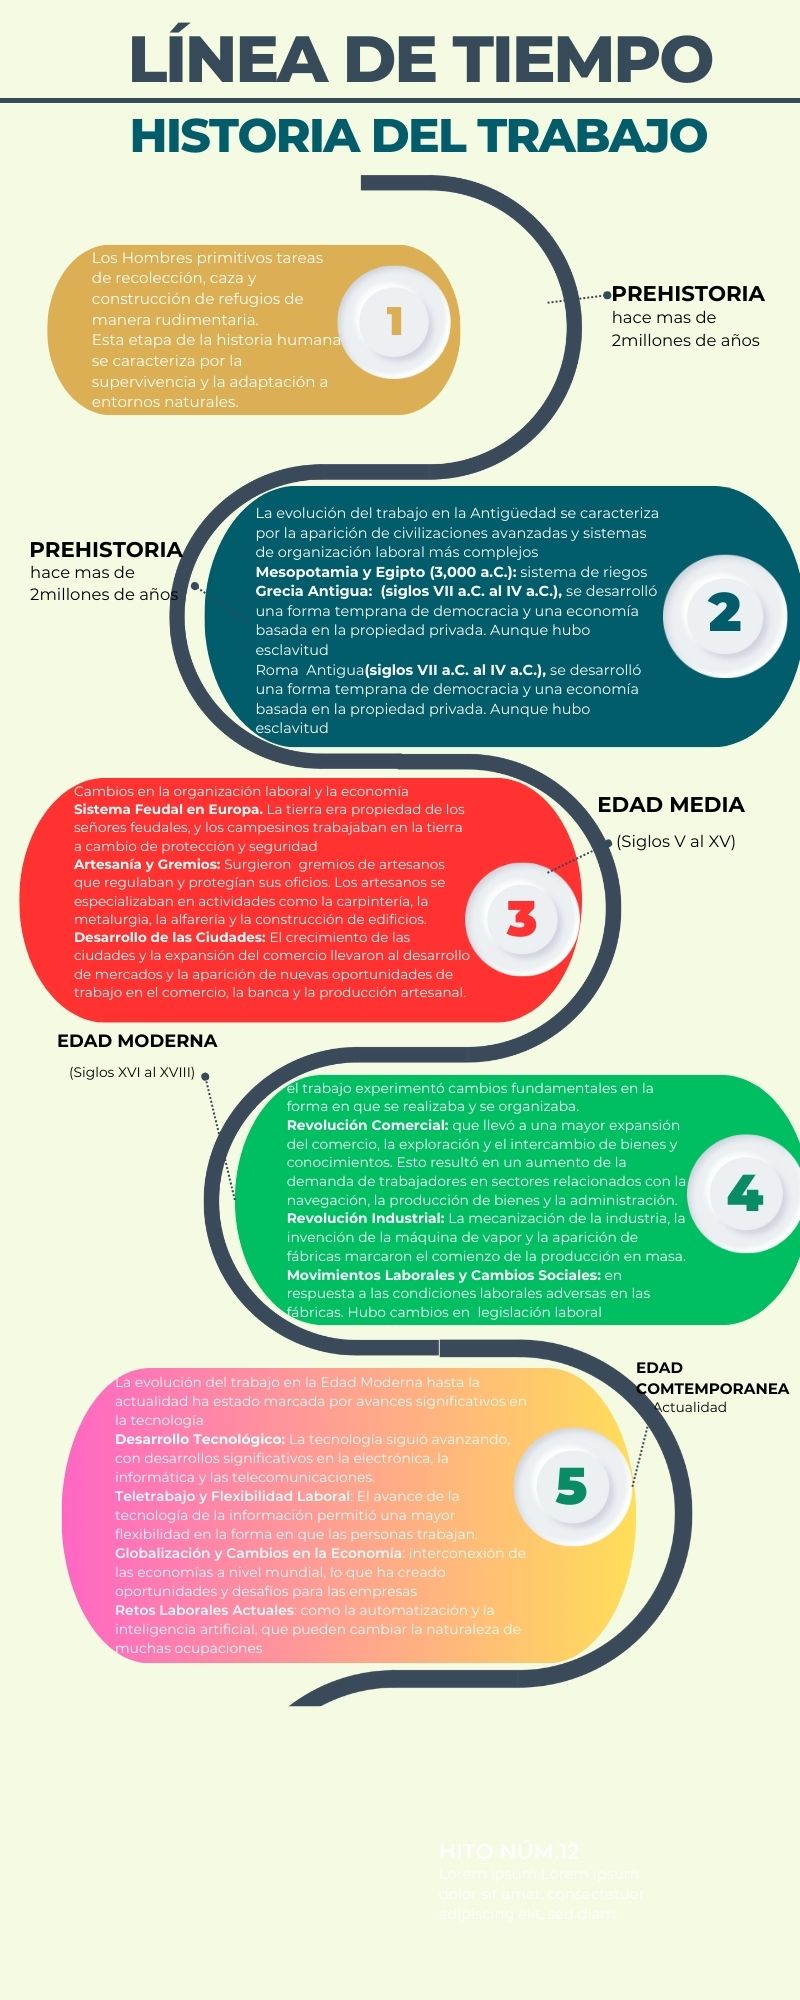 LÍNEA DE TIEMPO
HISTORIA DEL TRABAJO
Los Hombres primitivos tareas
de recolección, caza y
construcción de refugios de
manera rudimentaria.
Esta etapa de la historia humana
se caracteriza por la
supervivencia y la adaptación a
entornos naturales.
1
PREHISTORIA
hace mas de
2millones de años
PREHISTORIA
hace mas de
2millones de años
La evolución del trabajo en la Antigüedad se caracteriza
por la aparición de civilizaciones avanzadas y sistemas
de organización laboral más complejos
Mesopotamia y Egipto (3,000 a.C.): sistema de riegos
Grecia Antigua: (siglos VII a.C. al IV a.C.), se desarrolló
una forma temprana de democracia y una economía
basada en la propiedad privada. Aunque hubo
esclavitud
Roma Antigua(siglos VII a.C. al IV a.C.), se desarrolló
una forma temprana de democracia y una economía
basada en la propiedad privada. Aunque hubo
esclavitud
2
Cambios en la organización laboral y la economía
Sistema Feudal en Europa. La tierra era propiedad de los
señores feudales, y los campesinos trabajaban en la tierra
a cambio de protección y seguridad
Artesanía y Gremios: Surgieron gremios de artesanos
que regulaban y protegían sus oficios. Los artesanos se
especializaban en actividades como la carpintería, la
metalurgia, la alfarería y la construcción de edificios.
Desarrollo de las Ciudades: El crecimiento de las
ciudades y la expansión del comercio llevaron al desarrollo
de mercados y la aparición de nuevas oportunidades de
trabajo en el comercio, la banca y la producción artesanal.
3
EDAD MEDIA
(Siglos V al XV)
EDAD MODERNA
(Siglos XVI al XVIII)
el trabajo experimentó cambios fundamentales en la
forma en que se realizaba y se organizaba.
Revolución Comercial: que llevó a una mayor expansión
del comercio, la exploración y el intercambio de bienes y
conocimientos. Esto resultó en un aumento de la
demanda de trabajadores en sectores relacionados con la
navegación, la producción de bienes y la administración.
Revolución Industrial: La mecanización de la industria, la
invención de la máquina de vapor y la aparición de
fábricas marcaron el comienzo de la producción en masa.
Movimientos Laborales y Cambios Sociales: en
respuesta a las condiciones laborales adversas en las
fábricas. Hubo cambios en legislación laboral
4
EDAD
COMTEMPORANEA
Actualidad
La evolución del trabajo en la Edad Moderna hasta la
actualidad ha estado marcada por avances significativos en
la tecnología
Desarrollo Tecnológico: La tecnología siguió avanzando,
con desarrollos significativos en la electrónica, la
informática y las telecomunicaciones.
Teletrabajo y Flexibilidad Laboral: El avance de la
tecnología de la información permitió una mayor
flexibilidad en la forma en que las personas trabajan.
Globalización y Cambios en la Economía: interconexión de
las economías a nivel mundial, lo que ha creado
oportunidades y desafíos para las empresas
Retos Laborales Actuales: como la automatización y la
inteligencia artificial, que pueden cambiar la naturaleza de
muchas ocupaciones
5
HITO NÚM.12
Lorem ipsum Lorem ipsum
dolor sit amet, consectetuer
adipiscing elit, sed diam